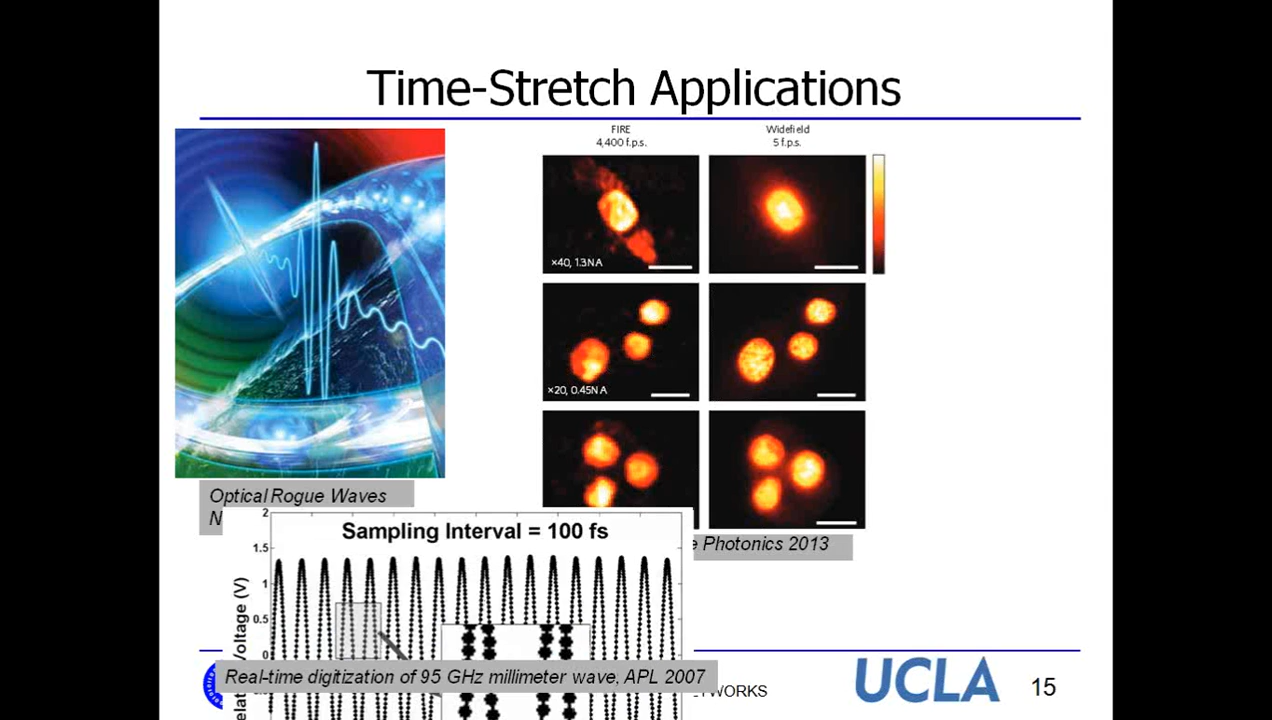 Time-Stretch Applications
FIRE
4,400 f.p.s.
Widefield
5 f.p.s.
×40, 1.3NA
×20, 0.45NA
Optical Rogue Waves
N
Photonics 2013
Sampling Interval = 100 fs
2
1.5
1
0.5
0
Real-time digitization of 95 GHz millimeter wave, APL 2007
UCLA
15